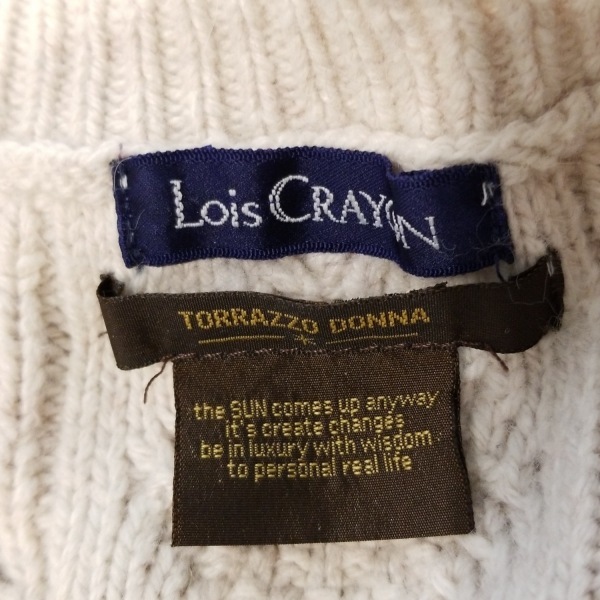 Lois CRAYON
TORRAZZO DONNA
the SUN comes up anyway
it's create changes
be in luxury with wisdom
to personal real life